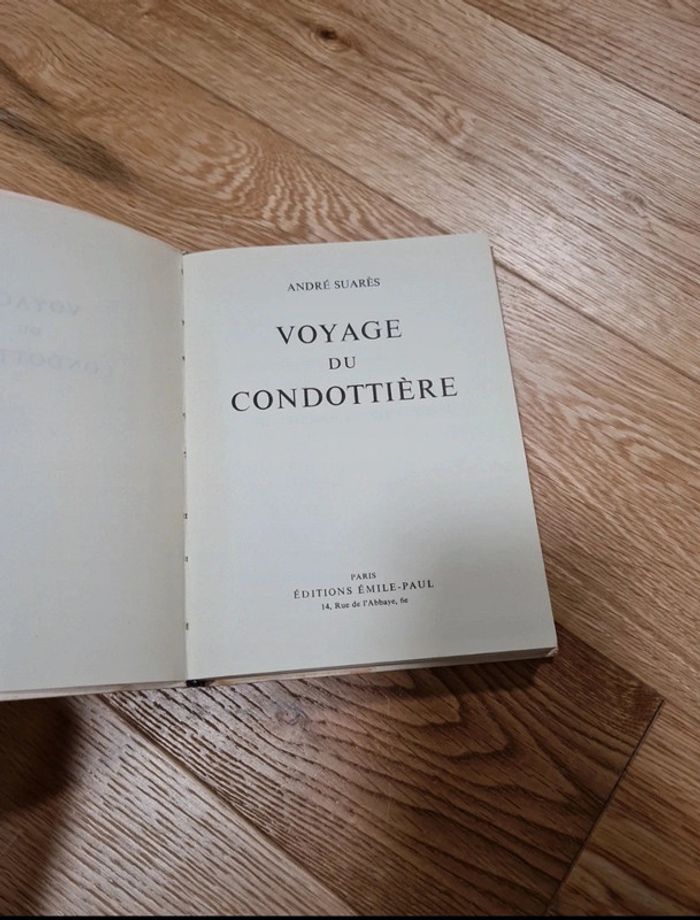 ANDRÉ SUARÈS
VOYAGE
DU
CONDOTTIÈRE
PARIS
ÉDITIONS ÉMILE-PAUL
14, Rue de l'Abbaye, 6e